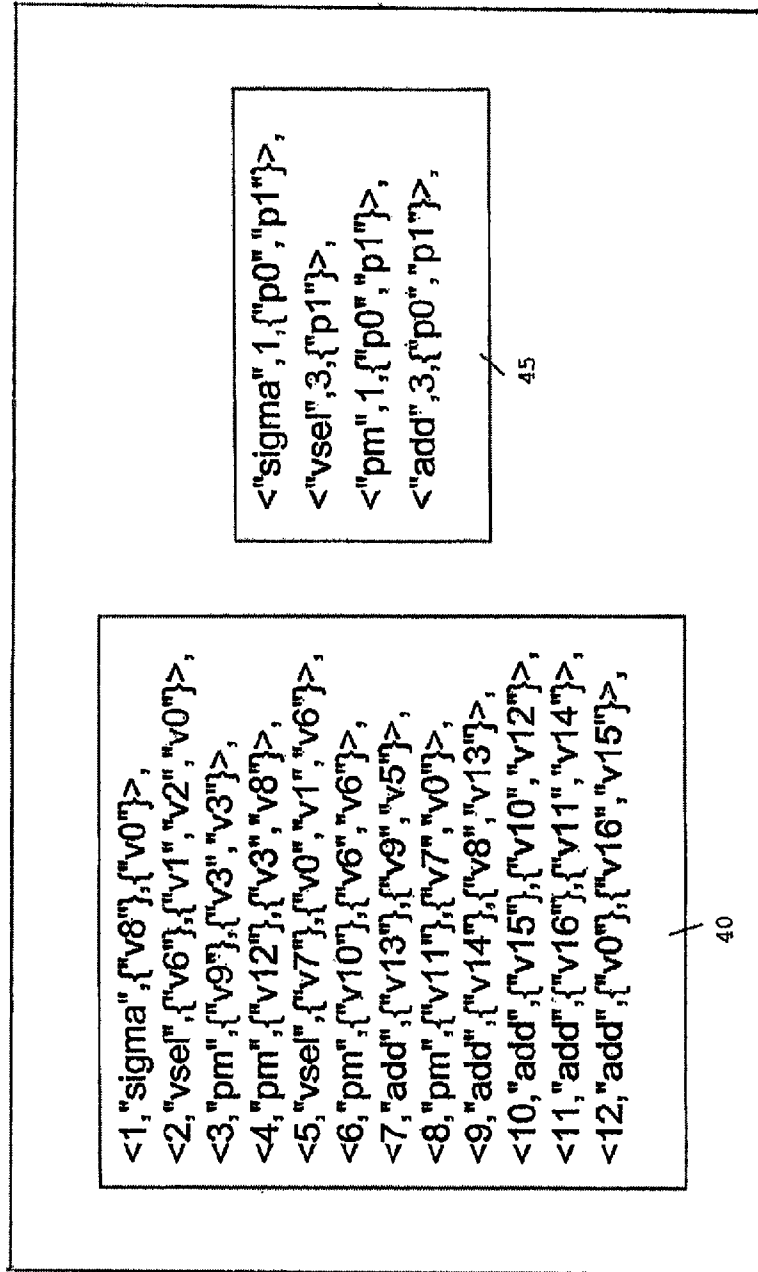 <1,"sigma",{"v8"},{"v0"}>,
<2,"vsel",{"v6"},{"v1","v2","v0"}>,
<3,"pm",{"v9"},{"v3","v3"}>,
<4,"pm",{"v12"},{"v3","v8"}>,
<5,"vsel",{"v7"},{"v0","v1","v6"}>,
<6,"pm",{"v10"},{"v6","v6"}>,
<7,"add",{"v13"},{"v9","v5"}>,
<8,"pm",{"v11"},{"v7","v0"}>,
<9,"add",{"v14"},{"v8","v13"}>,
<10,"add",{"v15"},{"v10","v12"}>,
<11,"add",{"v16"},{"v11","v14"}>,
<12,"add",{"v0"},{"v16","v15"}>,
40
<"sigma",1,{"p0","p1"}>,
<"vsel",3,{"p1"}>,
<"pm",1,{"p0","p1"}>,
<"add",3,{"p0","p1"}>,
45